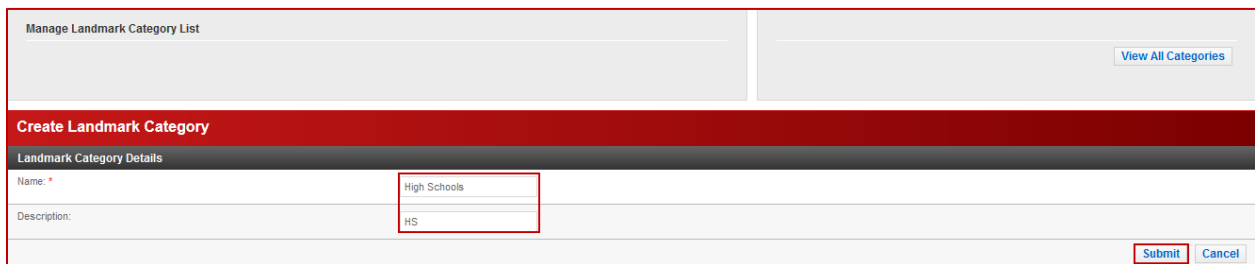 Manage Landmark Category List
View All Categories
Create Landmark Category
Landmark Category Details
Name: * High Schools
Description: HS
Submit Cancel